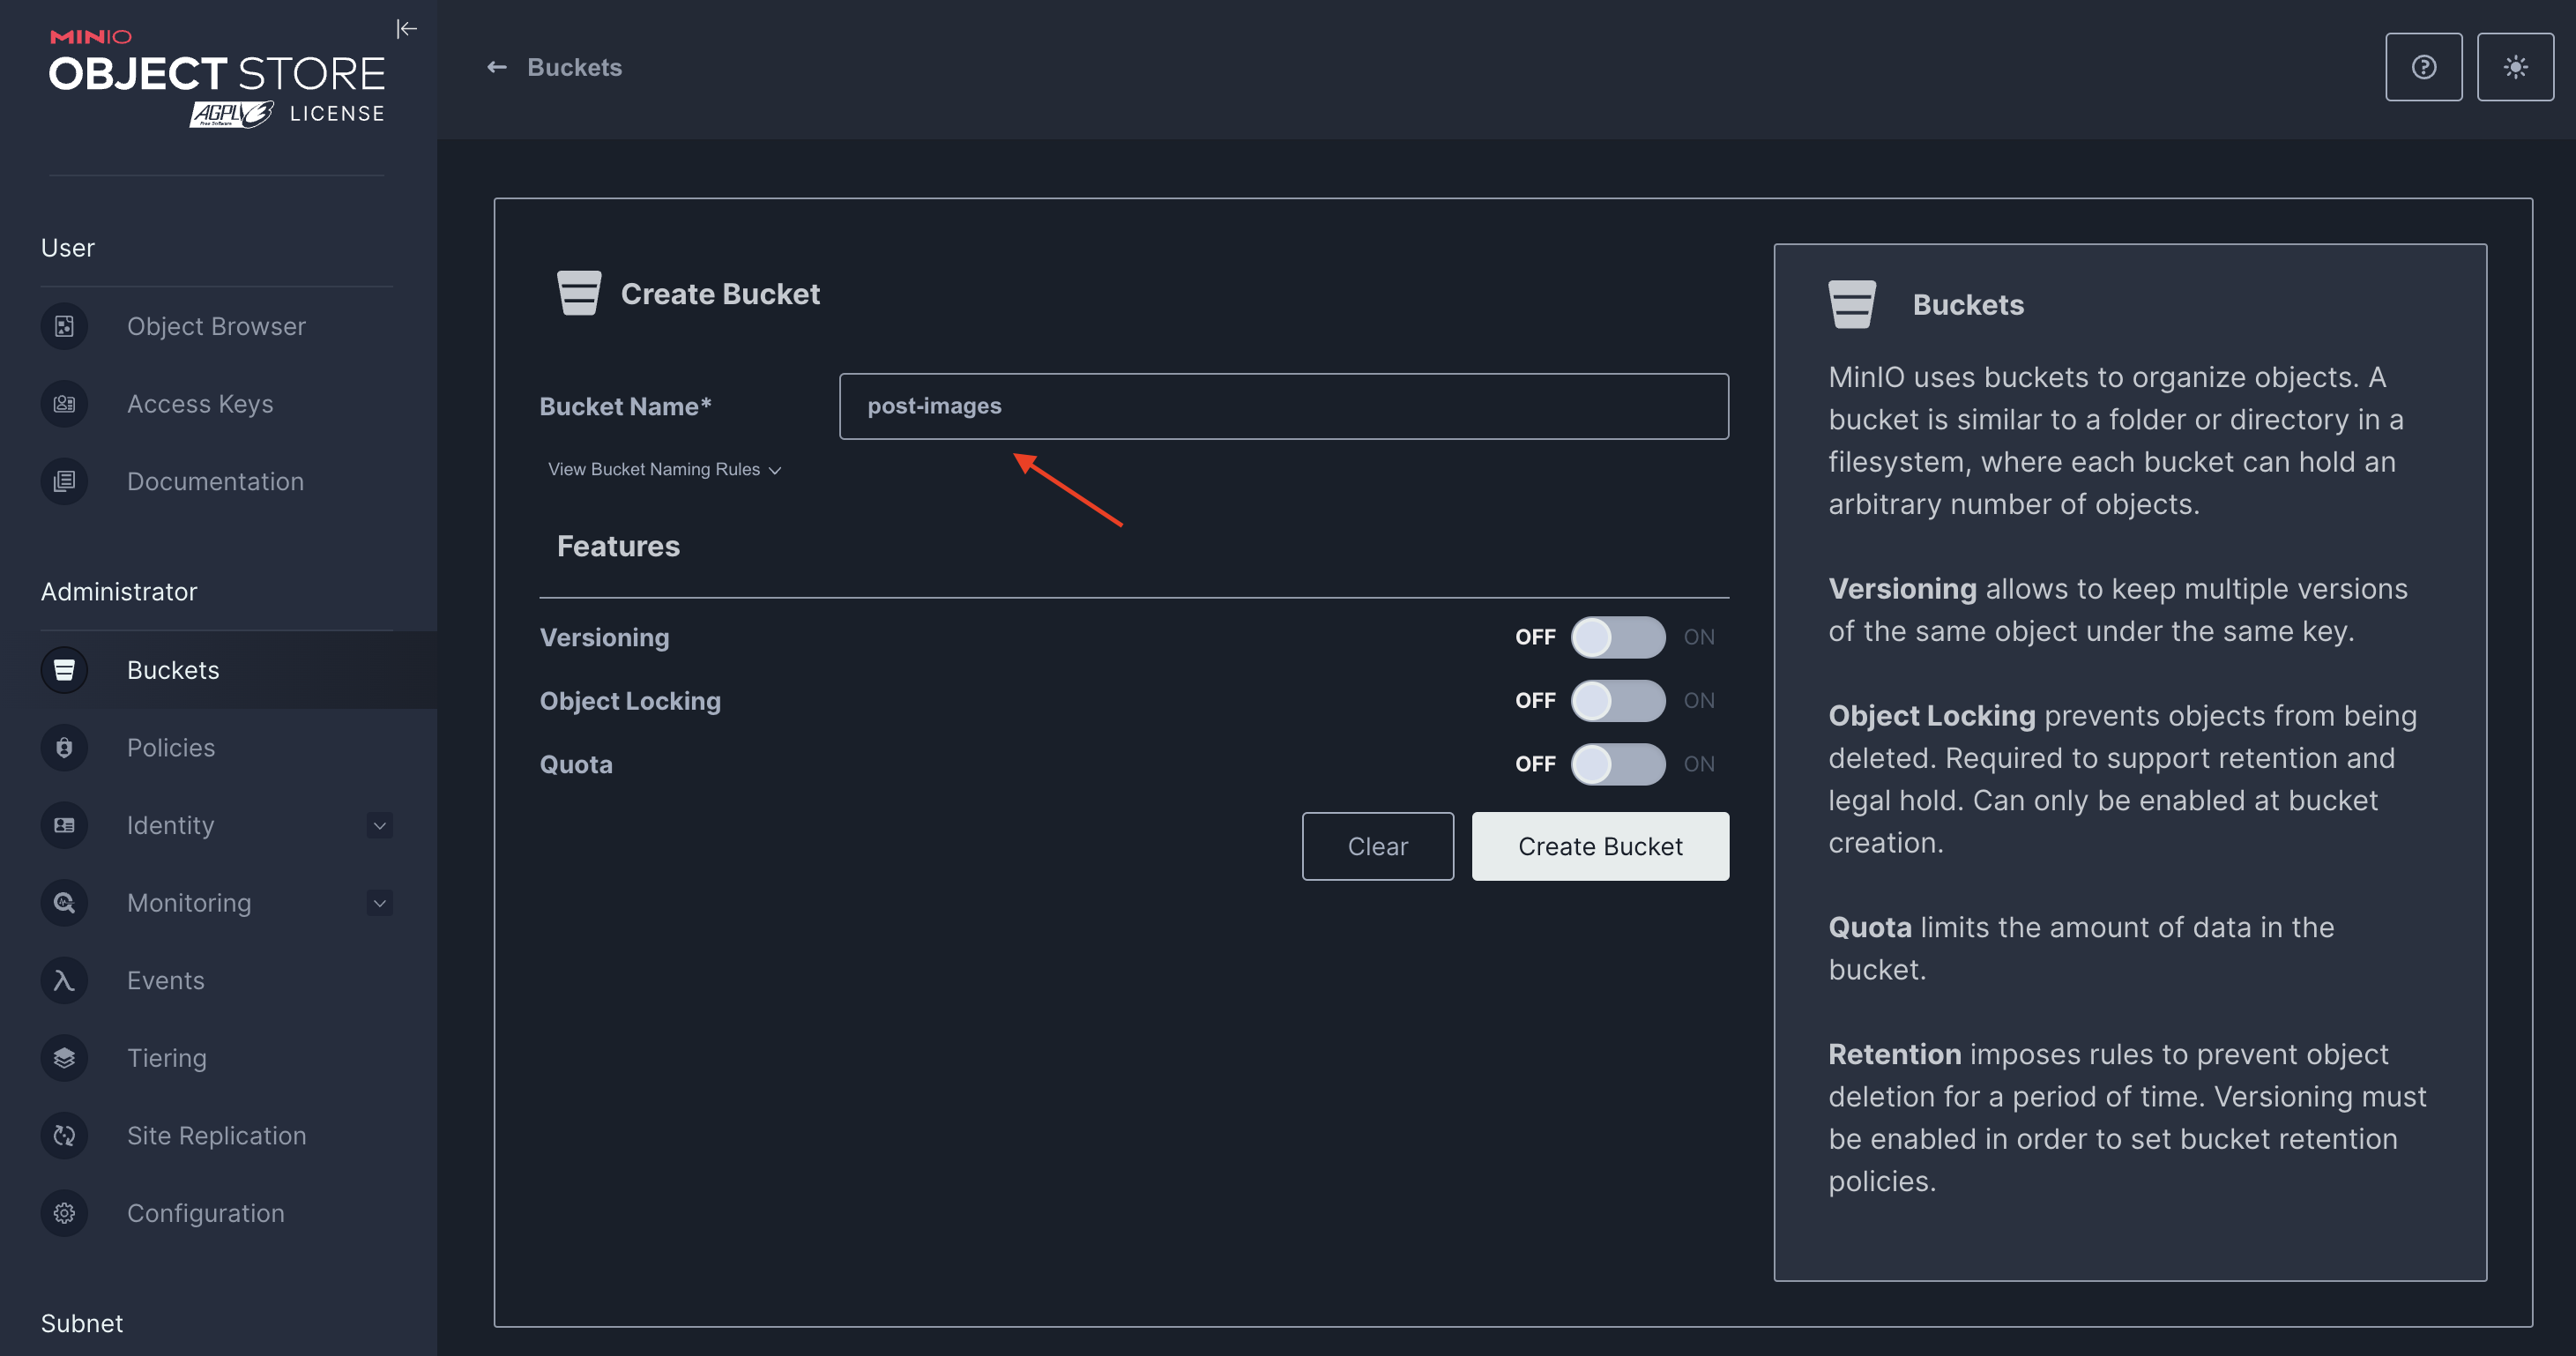 MINIO
OBJECT STORE
AGPLV3 LICENSE
Free Software
User
Object Browser
Access Keys
Documentation
Administrator
Buckets
Policies
Identity
Monitoring
Events
Tiering
Site Replication
Configuration
Subnet
Buckets
Create Bucket
Bucket Name*
post-images
View Bucket Naming Rules
Features
Versioning OFF ON
Object Locking OFF ON
Quota OFF ON
Clear Create Bucket
Buckets
MinIO uses buckets to organize objects. A
bucket is similar to a folder or directory in a
filesystem, where each bucket can hold an
arbitrary number of objects.
Versioning allows to keep multiple versions
of the same object under the same key.
Object Locking prevents objects from being
deleted. Required to support retention and
legal hold. Can only be enabled at bucket
creation.
Quota limits the amount of data in the
bucket.
Retention imposes rules to prevent object
deletion for a period of time. Versioning must
be enabled in order to set bucket retention
policies.